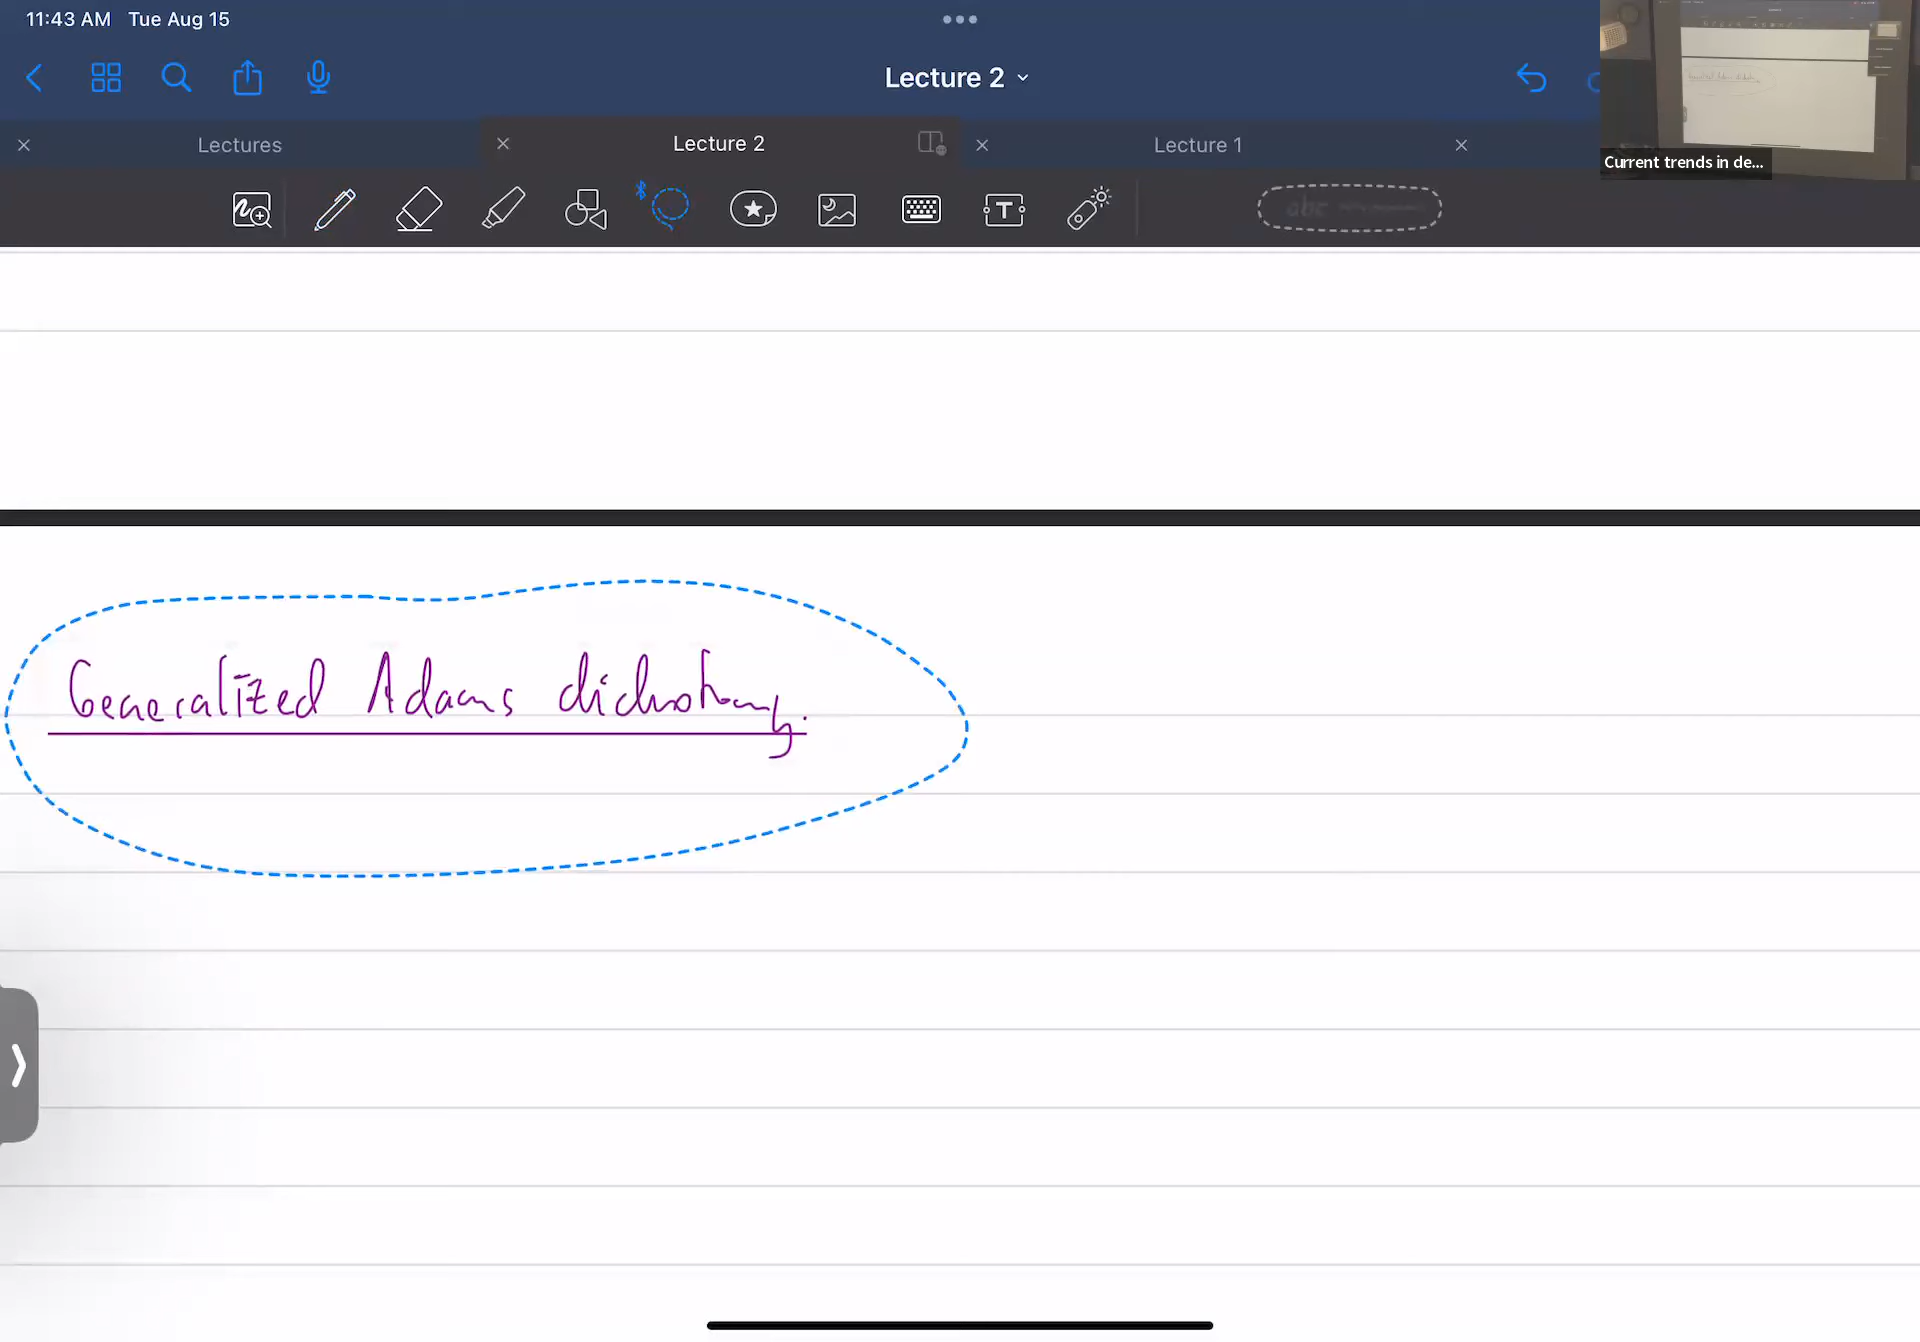 11:43 AM Tue Aug 15
Lecture 2
Current trends in de...
Lectures
Lecture 2
Lecture 1
T
abc
Generalized Adams dichotomy.